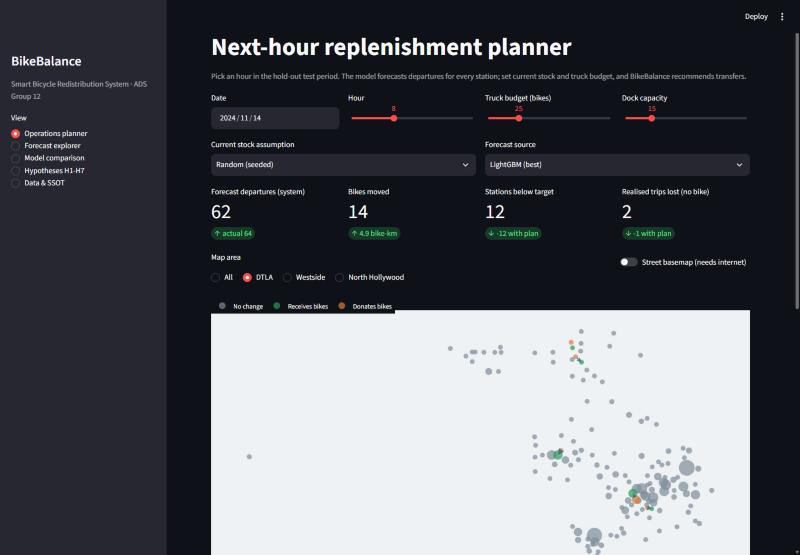 Deploy
BikeBalance
Smart Bicycle Redistribution System · ADS
Group 12
View
Operations planner
Forecast explorer
Model comparison
Hypotheses H1-H7
Data & SSOT
Next-hour replenishment planner
Pick an hour in the hold-out test period. The model forecasts departures for every station; set current stock and truck budget, and BikeBalance recommends transfers.
Date
Hour
Truck budget (bikes)
Dock capacity
2024 / 11 / 14
8
25
15
Current stock assumption
Forecast source
Random (seeded)
LightGBM (best)
Forecast departures (system)
Bikes moved
Stations below target
Realised trips lost (no bike)
62
14
12
2
↑ actual 64
↑ 4.9 bike-km
↓ -12 with plan
↓ -1 with plan
Map area
Street basemap (needs internet)
All
DTLA
Westside
North Hollywood
No change
Receives bikes
Donates bikes